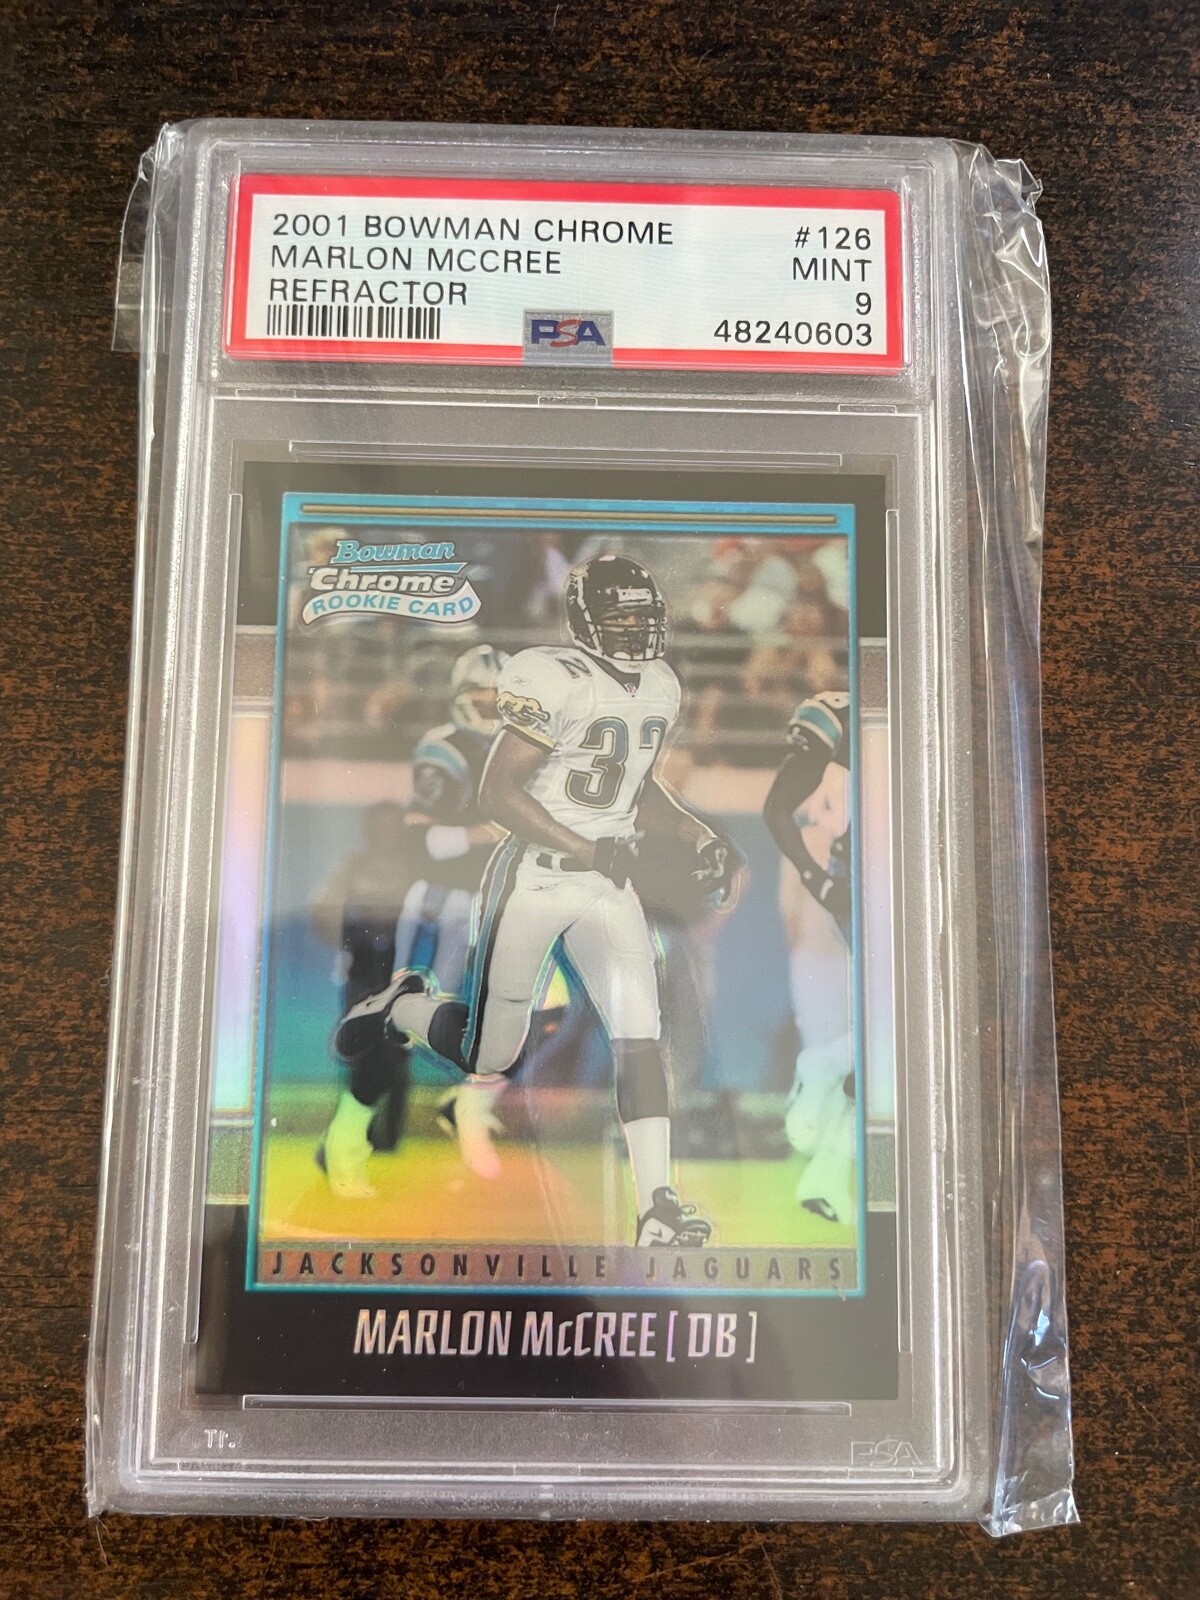 2001 BOWMAN CHROME #126
MARLON MCCREE MINT
REFRACTOR 9
PSA 48240603
Bowman
Chrome
ROOKIE CARD
32
32
JACKSONVILLE JAGUARS
MARLON McCREE [ DB ]
PSA